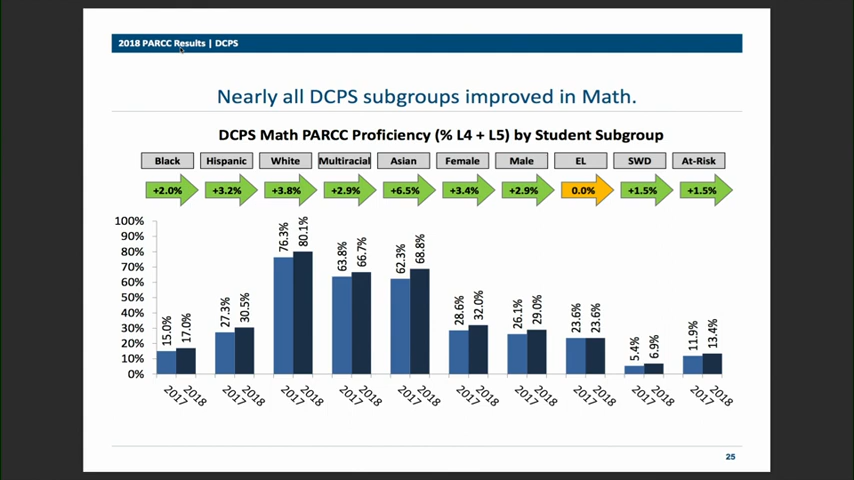 2018 PARCC Results | DCPS
Nearly all DCPS subgroups improved in Math.
DCPS Math PARCC Proficiency (% L4 + L5) by Student Subgroup
Black Hispanic White Multiracial Asian Female Male EL SWD At-Risk
+2.0% +3.2% +3.8% +2.9% +6.5% +3.4% +2.9% 0.0% +1.5% +1.5%
100%
90%
80%
70%
60%
50%
40%
30%
20%
10%
0%
15.0% 17.0% 27.3% 30.5% 76.3% 80.1% 63.8% 66.7% 62.3% 68.8% 28.6% 32.0% 26.1% 29.0% 23.6% 23.6% 5.4% 6.9% 11.9% 13.4%
2017 2018 2017 2018 2017 2018 2017 2018 2017 2018 2017 2018 2017 2018 2017 2018 2017 2018 2017 2018
25